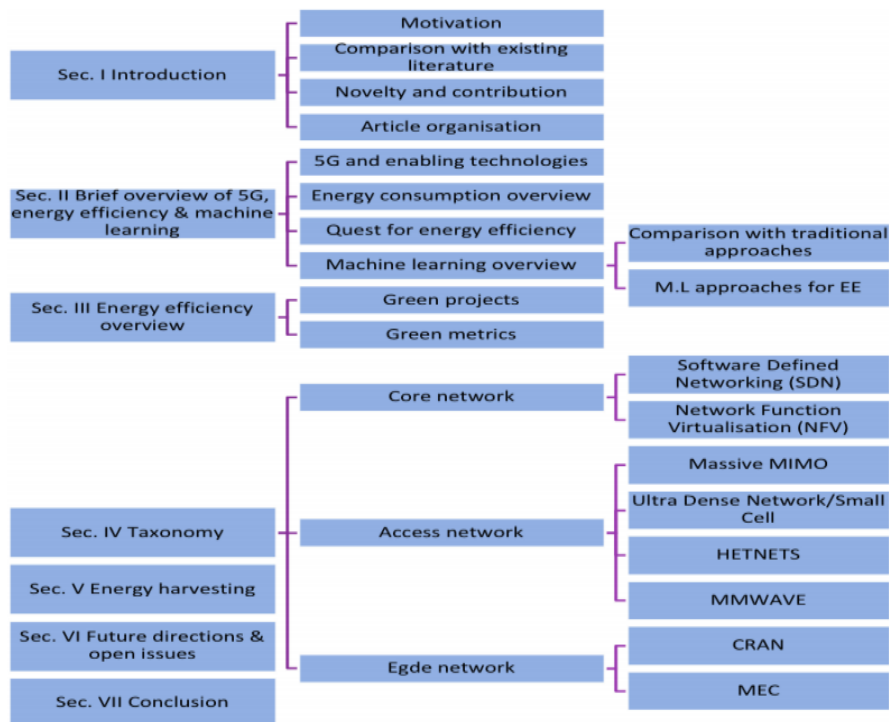 Sec. I Introduction
Motivation
Comparison with existing
literature
Novelty and contribution
Article organisation
Sec. II Brief overview of 5G,
energy efficiency & machine
learning
5G and enabling technologies
Energy consumption overview
Quest for energy efficiency
Machine learning overview
Comparison with traditional
approaches
M.L approaches for EE
Sec. III Energy efficiency
overview
Green projects
Green metrics
Sec. IV Taxonomy
Core network
Software Defined
Networking (SDN)
Network Function
Virtualisation (NFV)
Access network
Massive MIMO
Ultra Dense Network/Small
Cell
HETNETS
MMWAVE
Egde network
CRAN
MEC
Sec. V Energy harvesting
Sec. VI Future directions &
open issues
Sec. VII Conclusion